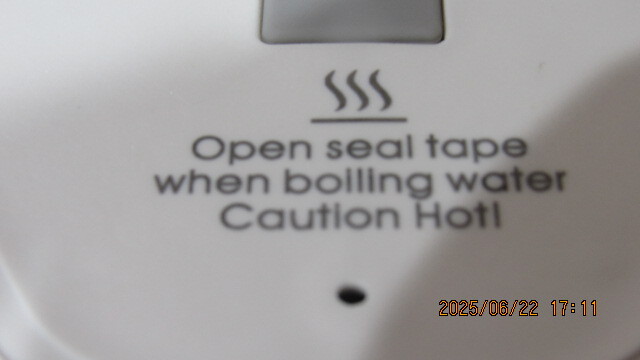 Open seal tape
when boiling water
Caution Hot!
2025/06/22 17:11